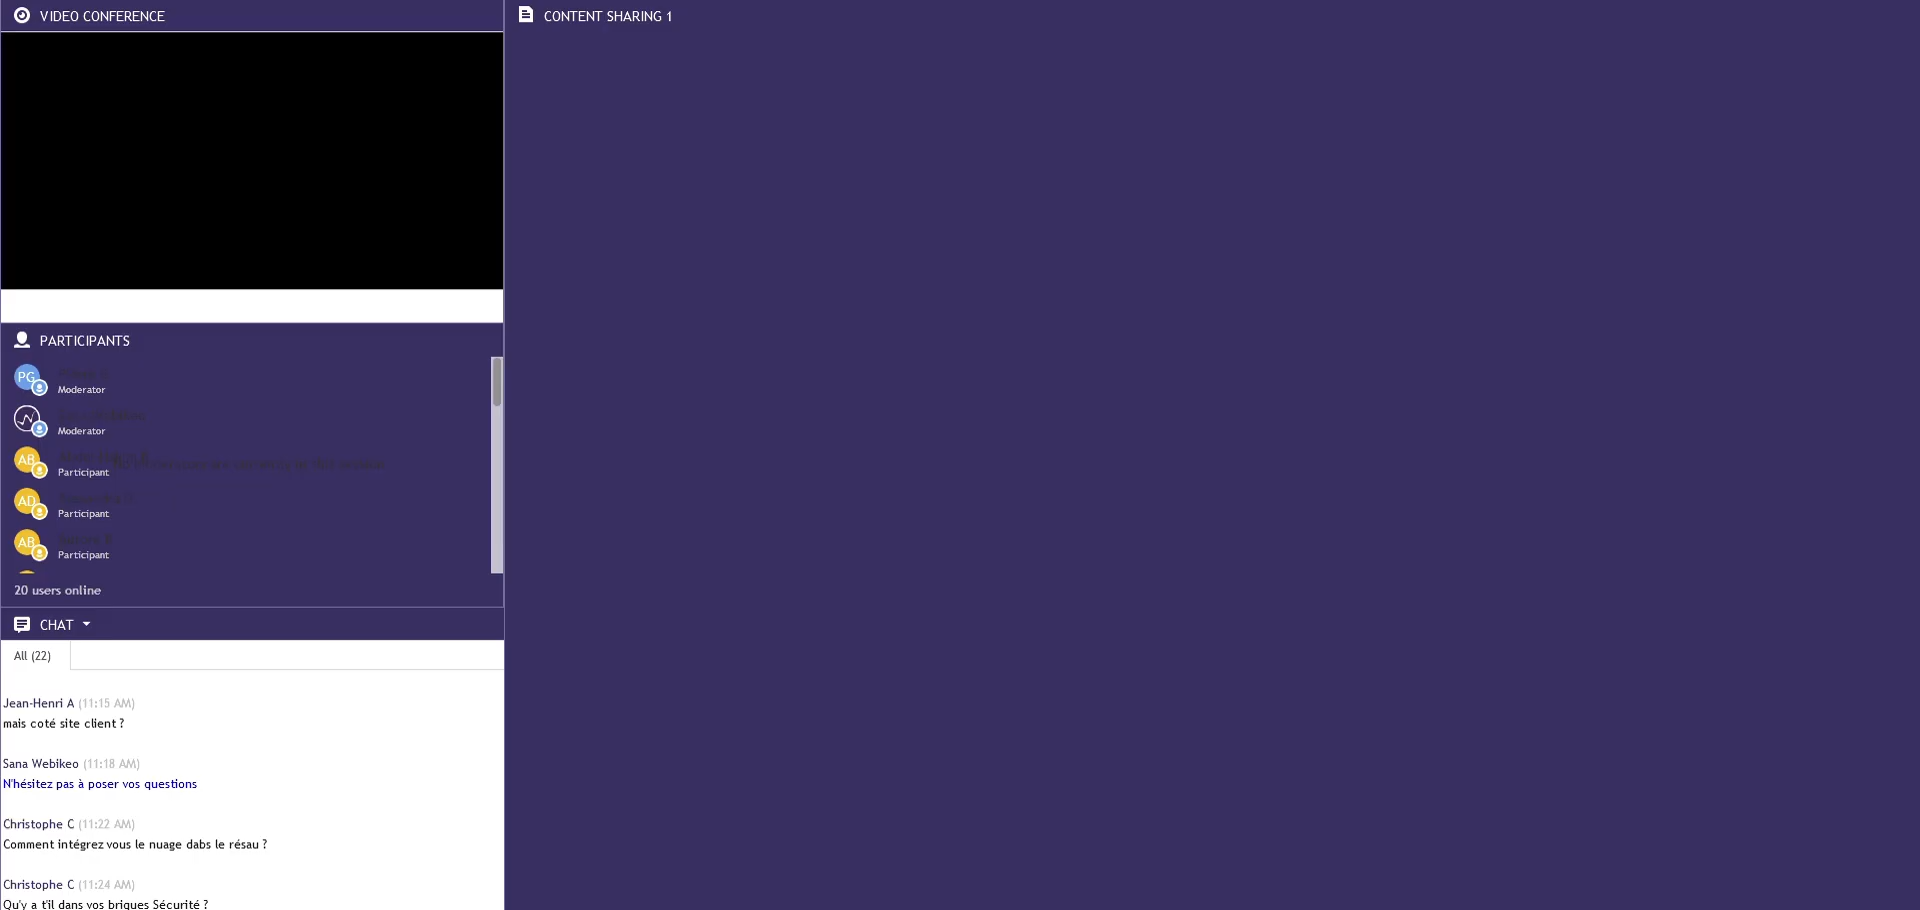 VIDEO CONFERENCE
CONTENT SHARING 1
PARTICIPANTS
PG
Moderator
Moderator
AB
Participant
AD
Participant
AB
Participant
20 users online
CHAT
All (22)
Jean-Henri A (11:15 AM)
mais coté site client ?
Sana Webikeo (11:18 AM)
N'hésitez pas à poser vos questions
Christophe C (11:22 AM)
Comment intégrez vous le nuage dabs le résau ?
Christophe C (11:24 AM)
Qu'y a t'il dans vos briques Sécurité ?